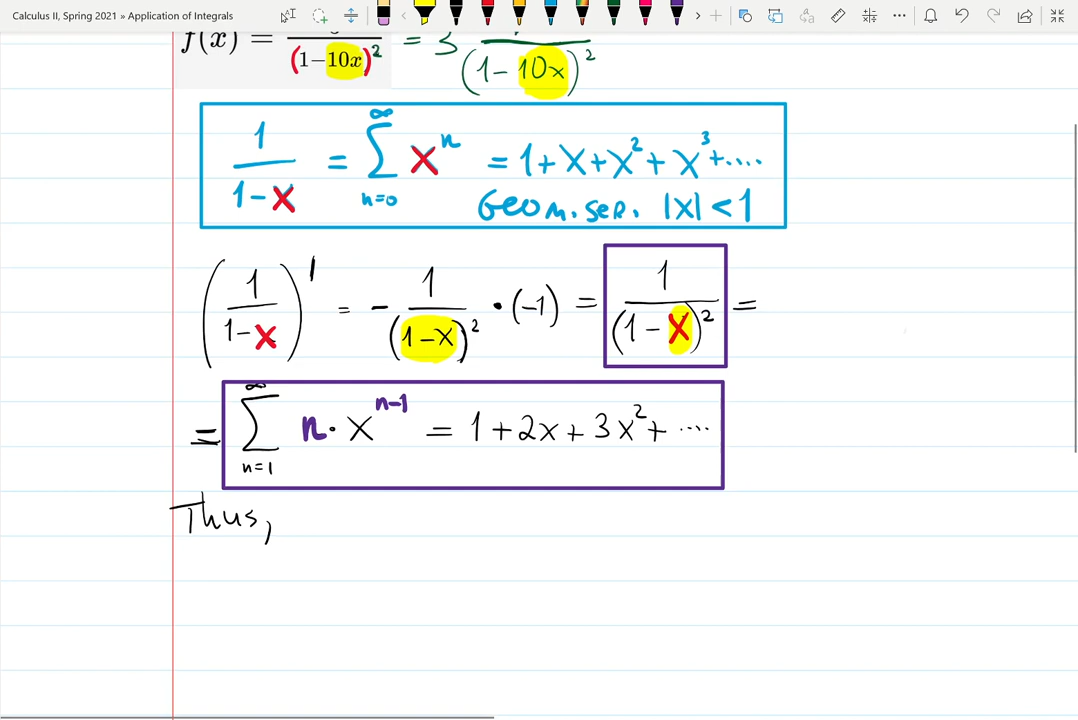 Calculus II, Spring 2021 » Application of Integrals
f(x) = (1−10x)² = 3 (1− 10x)²
1/(1−x) = ∑_{n=0}^{∞} xⁿ = 1+x+x²+x³+....
Geom. ser. |x| < 1
(1/(1−x))' = − 1/(1−x)² • (−1) = 1/(1−x)² =
= ∑_{n=1}^{∞} n·x^{n−1} = 1+2x+3x²+ ....
Thus,